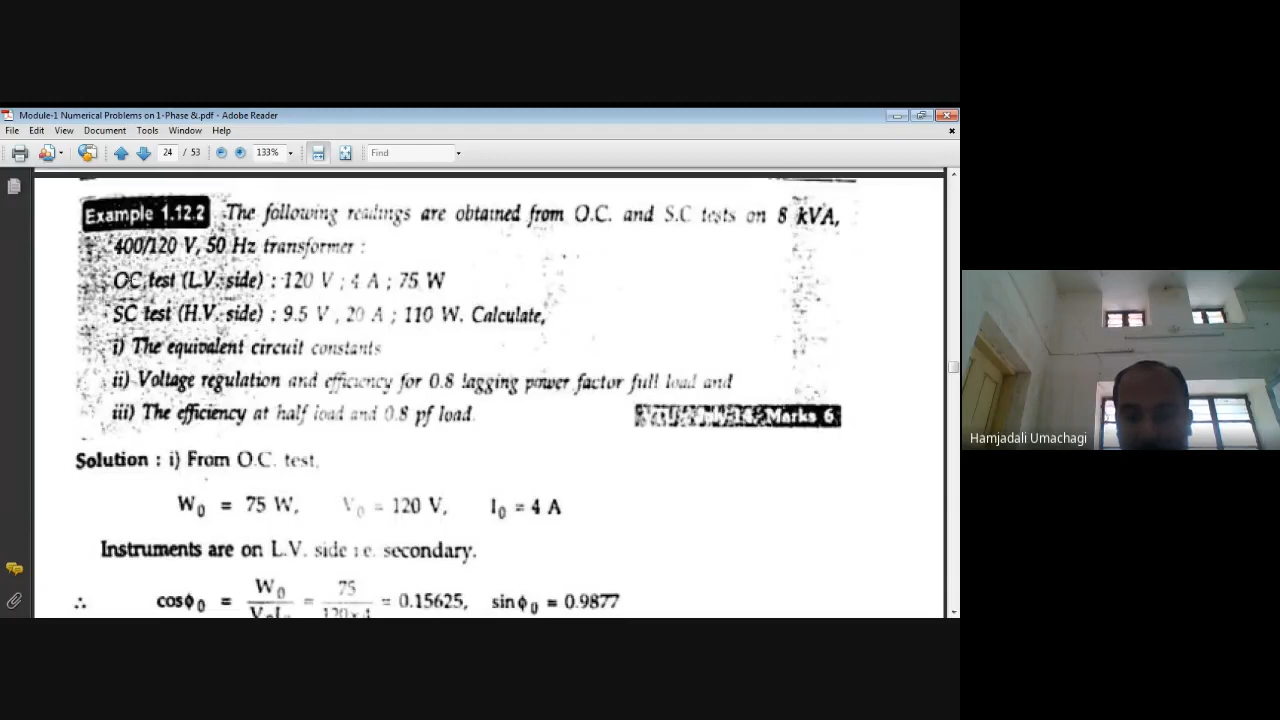 Module-1 Numerical Problems on 1-Phase &.pdf - Adobe Reader
File Edit View Document Tools Window Help
24 / 53 133% Find
Example 1.12.2 The following readings are obtained from O.C. and S.C tests on 8 kVA,
400/120 V, 50 Hz transformer :
OC test (L.V. side) : 120 V ; 4 A ; 75 W
SC test (H.V. side) : 9.5 V , 20 A ; 110 W. Calculate,
i) The equivalent circuit constants
ii) Voltage regulation and efficiency for 0.8 lagging power factor full load and
iii) The efficiency at half load and 0.8 pf load.
Marks 6
Solution : i) From O.C. test,
W₀ = 75 W, V₀ = 120 V, I₀ = 4 A
Instruments are on L.V. side i.e. secondary.
∴ cosϕ₀ = W₀ / V₀I₀ = 75 / 120×4 = 0.15625, sinϕ₀ = 0.9877
Hamjadali Umachagi